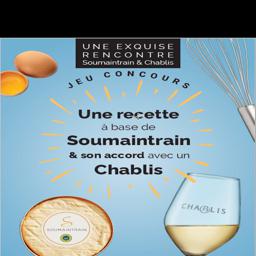 UNE EXQUISE
RENCONTRE
Soumaintrain & Chablis
JEU CONCOURS
Une recette
à base de
Soumaintrain
& son accord avec un
Chablis
CHABLIS
S
SOUMAINTRAIN